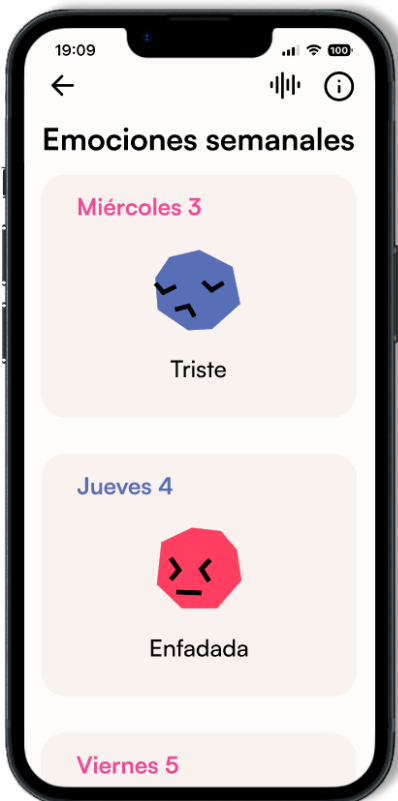 19:09
100
Emociones semanales
Miércoles 3
Triste
Jueves 4
Enfadada
Viernes 5